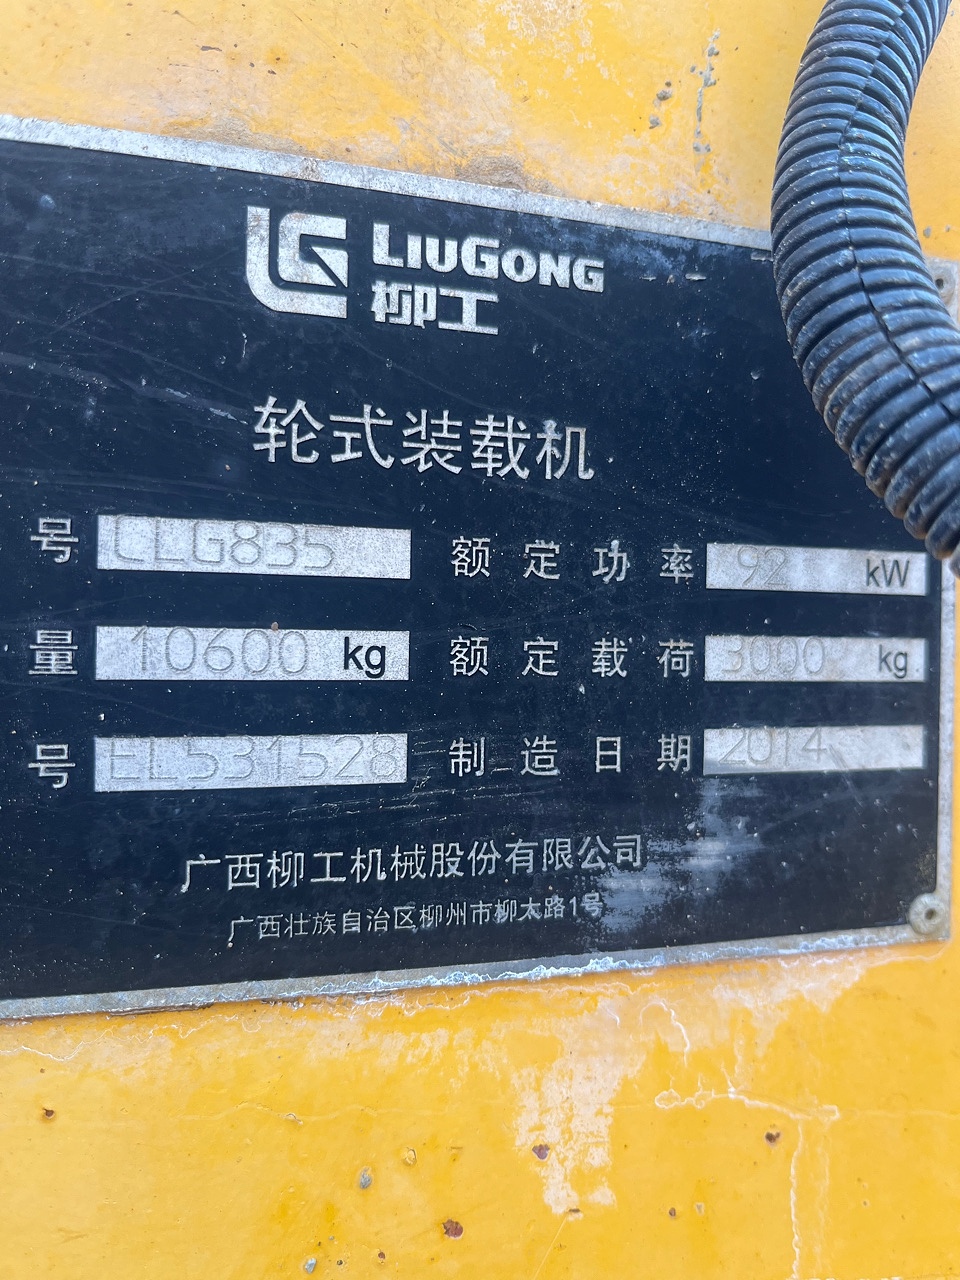 LIUGONG
柳工
轮式装载机
号 CLG835 额定功率 92 kW
量 10600 kg 额定载荷 3000 kg
号 EL531528 制造日期 2014
广西柳工机械股份有限公司
广西壮族自治区柳州市柳太路1号